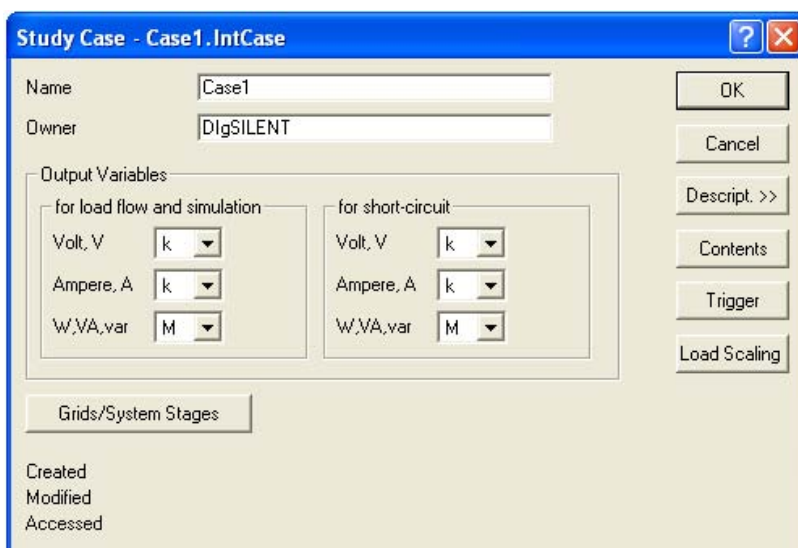 Study Case - Case1.IntCase
Name Case1
Owner DIgSILENT
OK
Cancel
Descript. >>
Contents
Trigger
Load Scaling
Output Variables
for load flow and simulation
Volt, V k
Ampere, A k
W,VA,var M
for short-circuit
Volt, V k
Ampere, A k
W,VA,var M
Grids/System Stages
Created
Modified
Accessed